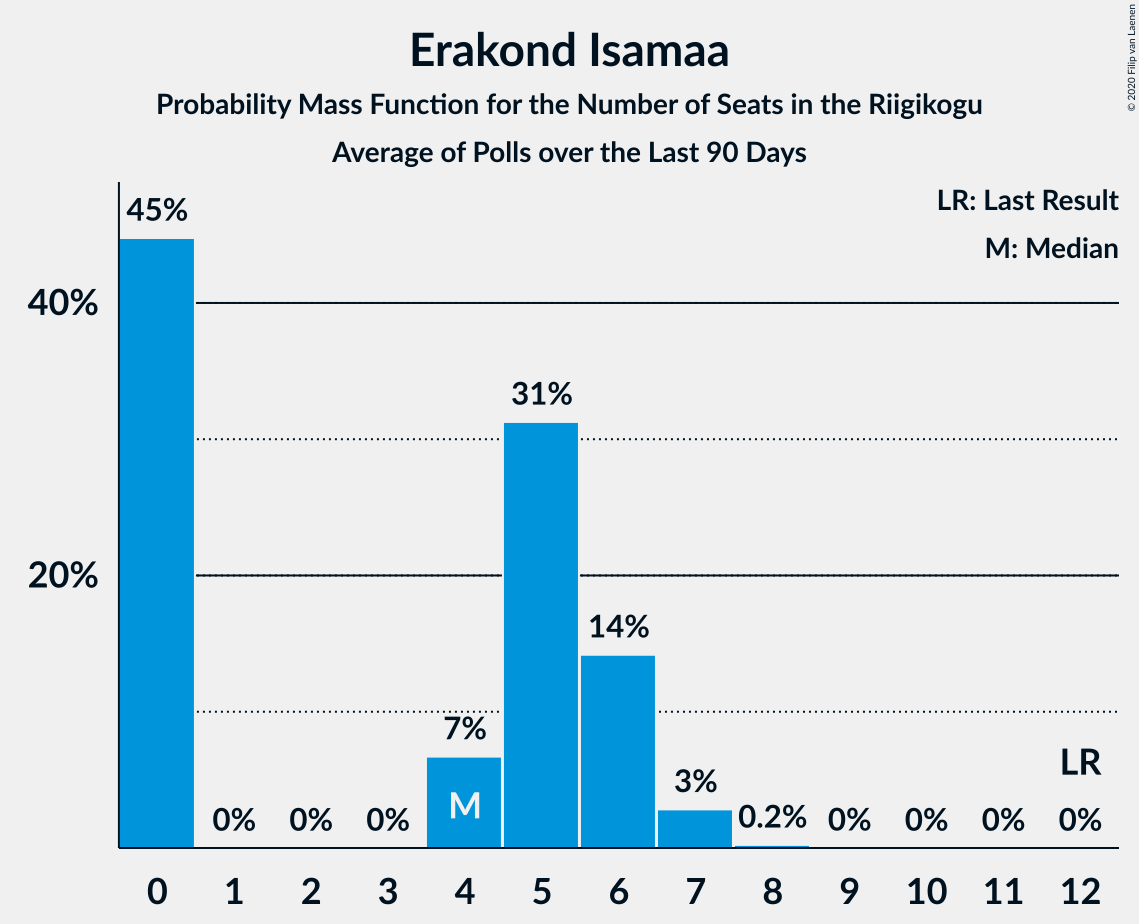 Erakond Isamaa
Probability Mass Function for the Number of Seats in the Riigikogu
Average of Polls over the Last 90 Days
© 2020 Filip van Laenen
LR: Last Result
M: Median
45%
40%
31%
20%
14%
7%
M
3%
LR
0% 0% 0% 0.2% 0% 0% 0% 0%
0 1 2 3 4 5 6 7 8 9 10 11 12